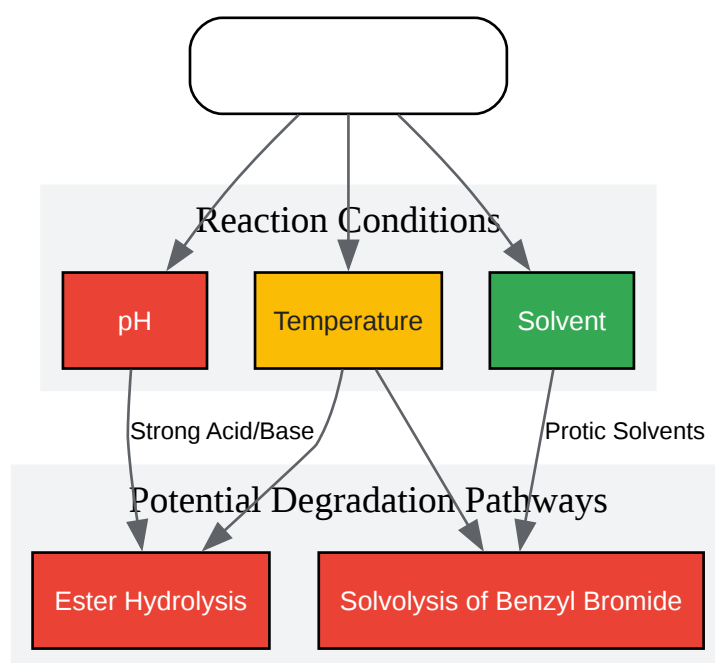 Reaction Conditions
pH
Temperature
Solvent
Strong Acid/Base
Protic Solvents
Potential Degradation Pathways
Ester Hydrolysis
Solvolysis of Benzyl Bromide